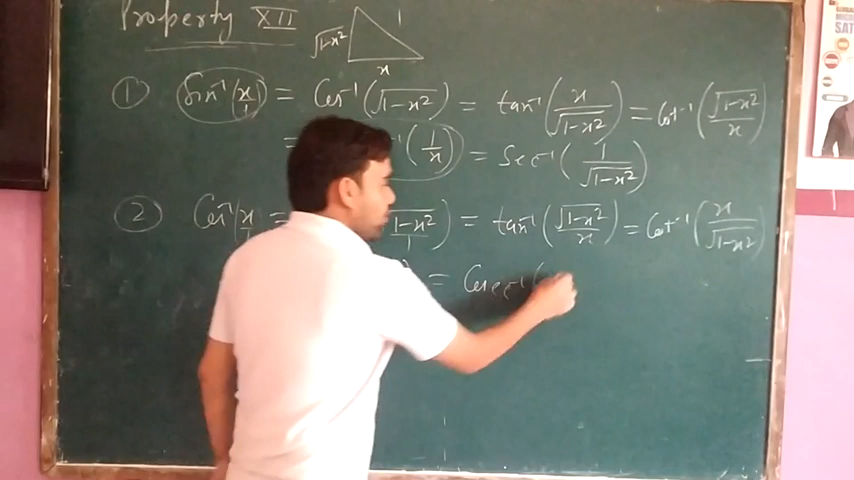 Property XII
√1-x² 1
x
① Sin⁻¹(x/1) = Cos⁻¹(√1-x²) = tan⁻¹(x/√1-x²) = Cot⁻¹(√1-x²/x)
= ⁻¹(1/x) = Sec⁻¹(1/√1-x²)
② Cos⁻¹(x/1 = √1-x²/1) = tan⁻¹(√1-x²/x) = Cot⁻¹(x/√1-x²)
) = Cosec⁻¹(
SAT